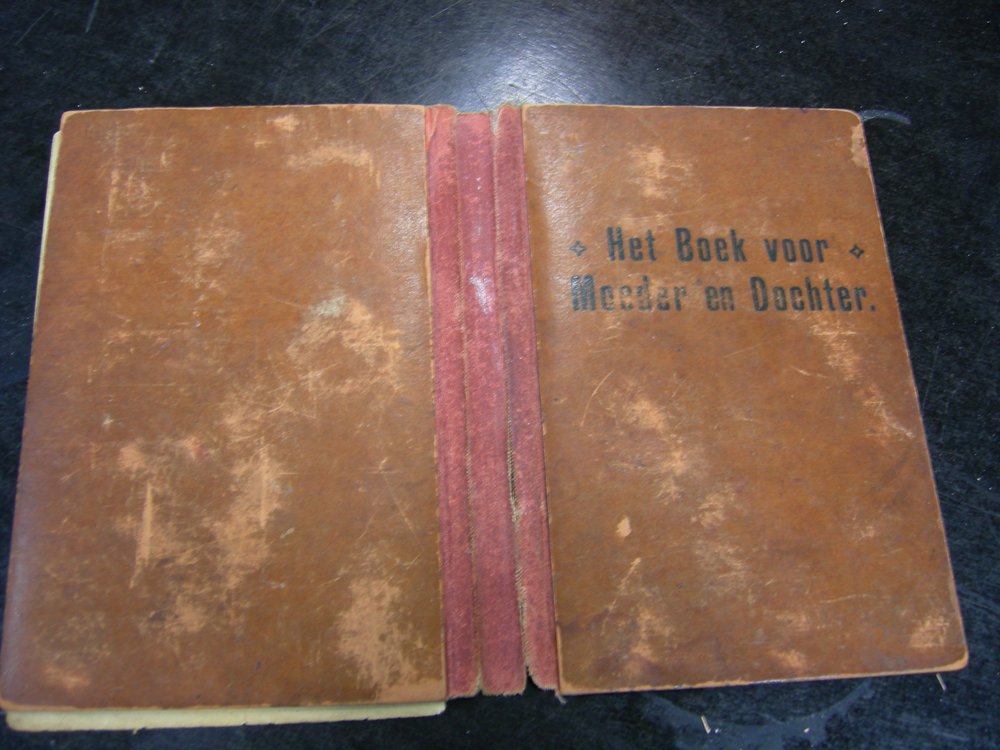 Het Boek voor
Moeder en Dochter.